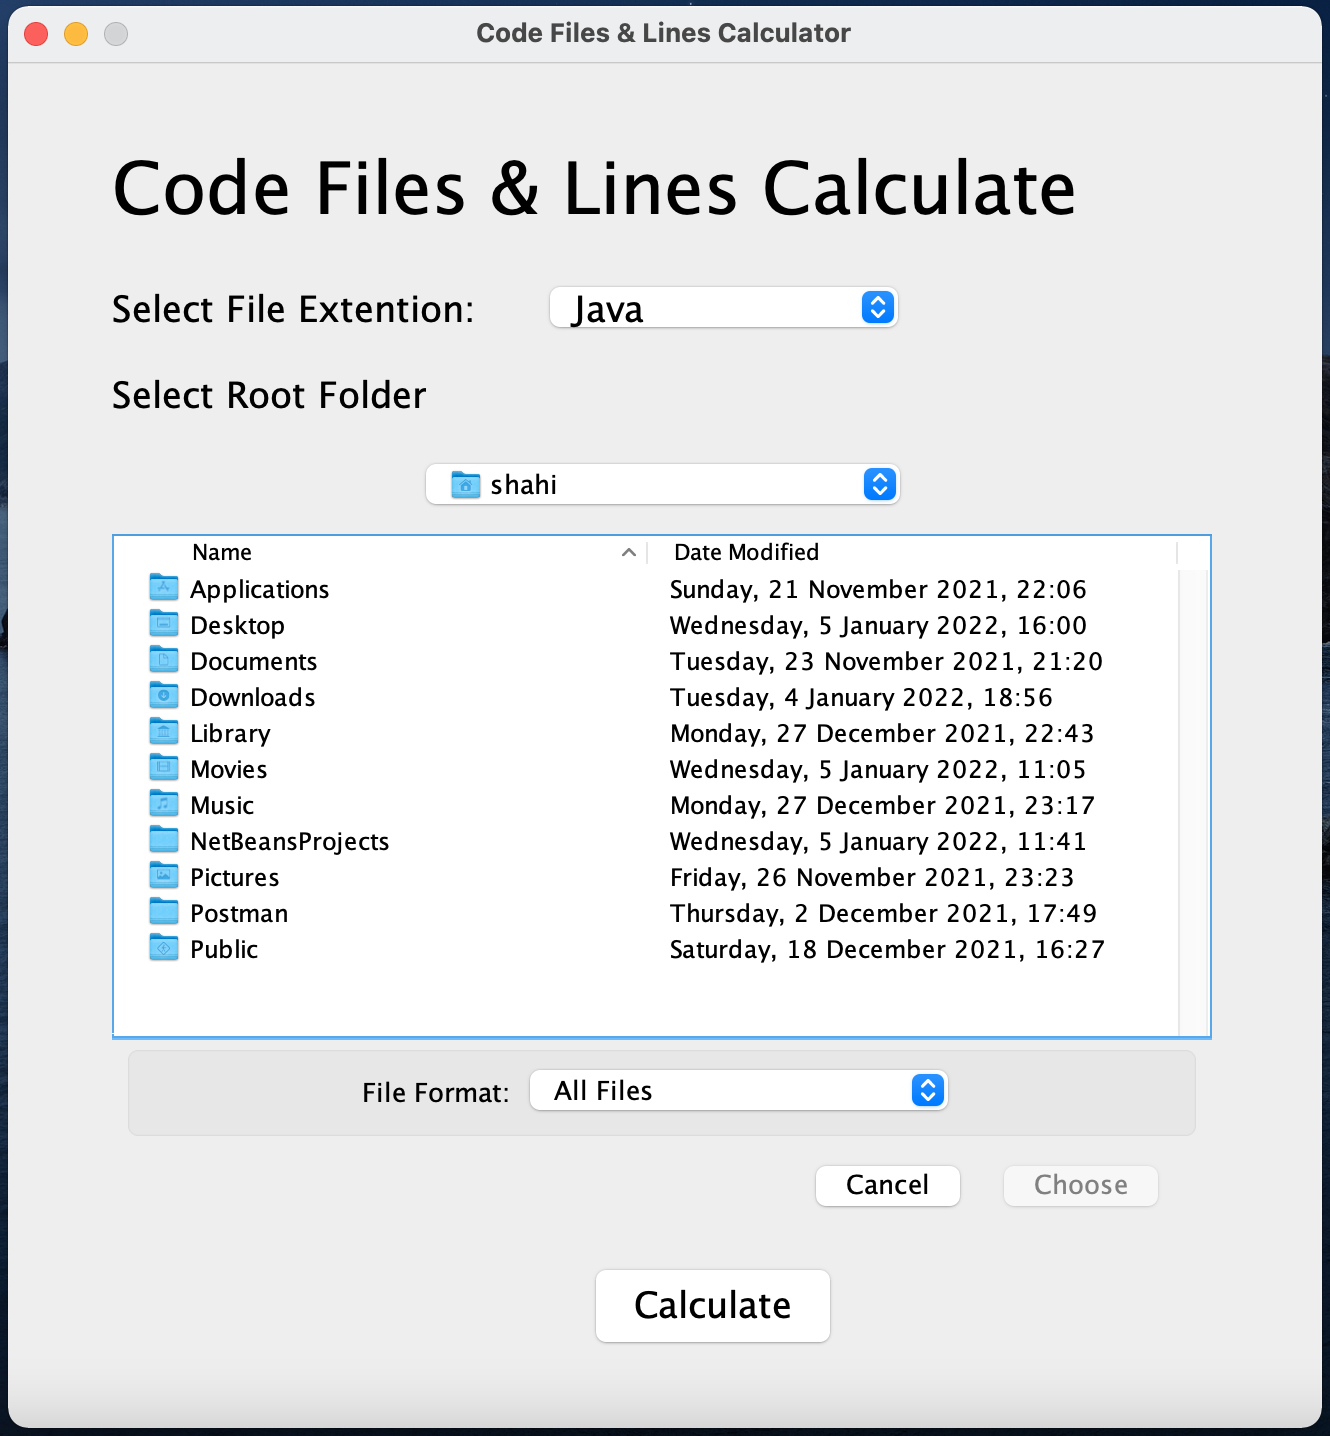 Code Files & Lines Calculator
Code Files & Lines Calculate
Select File Extention: Java
Select Root Folder
shahi
Name Date Modified
Applications Sunday, 21 November 2021, 22:06
Desktop Wednesday, 5 January 2022, 16:00
Documents Tuesday, 23 November 2021, 21:20
Downloads Tuesday, 4 January 2022, 18:56
Library Monday, 27 December 2021, 22:43
Movies Wednesday, 5 January 2022, 11:05
Music Monday, 27 December 2021, 23:17
NetBeansProjects Wednesday, 5 January 2022, 11:41
Pictures Friday, 26 November 2021, 23:23
Postman Thursday, 2 December 2021, 17:49
Public Saturday, 18 December 2021, 16:27
File Format: All Files
Cancel Choose
Calculate